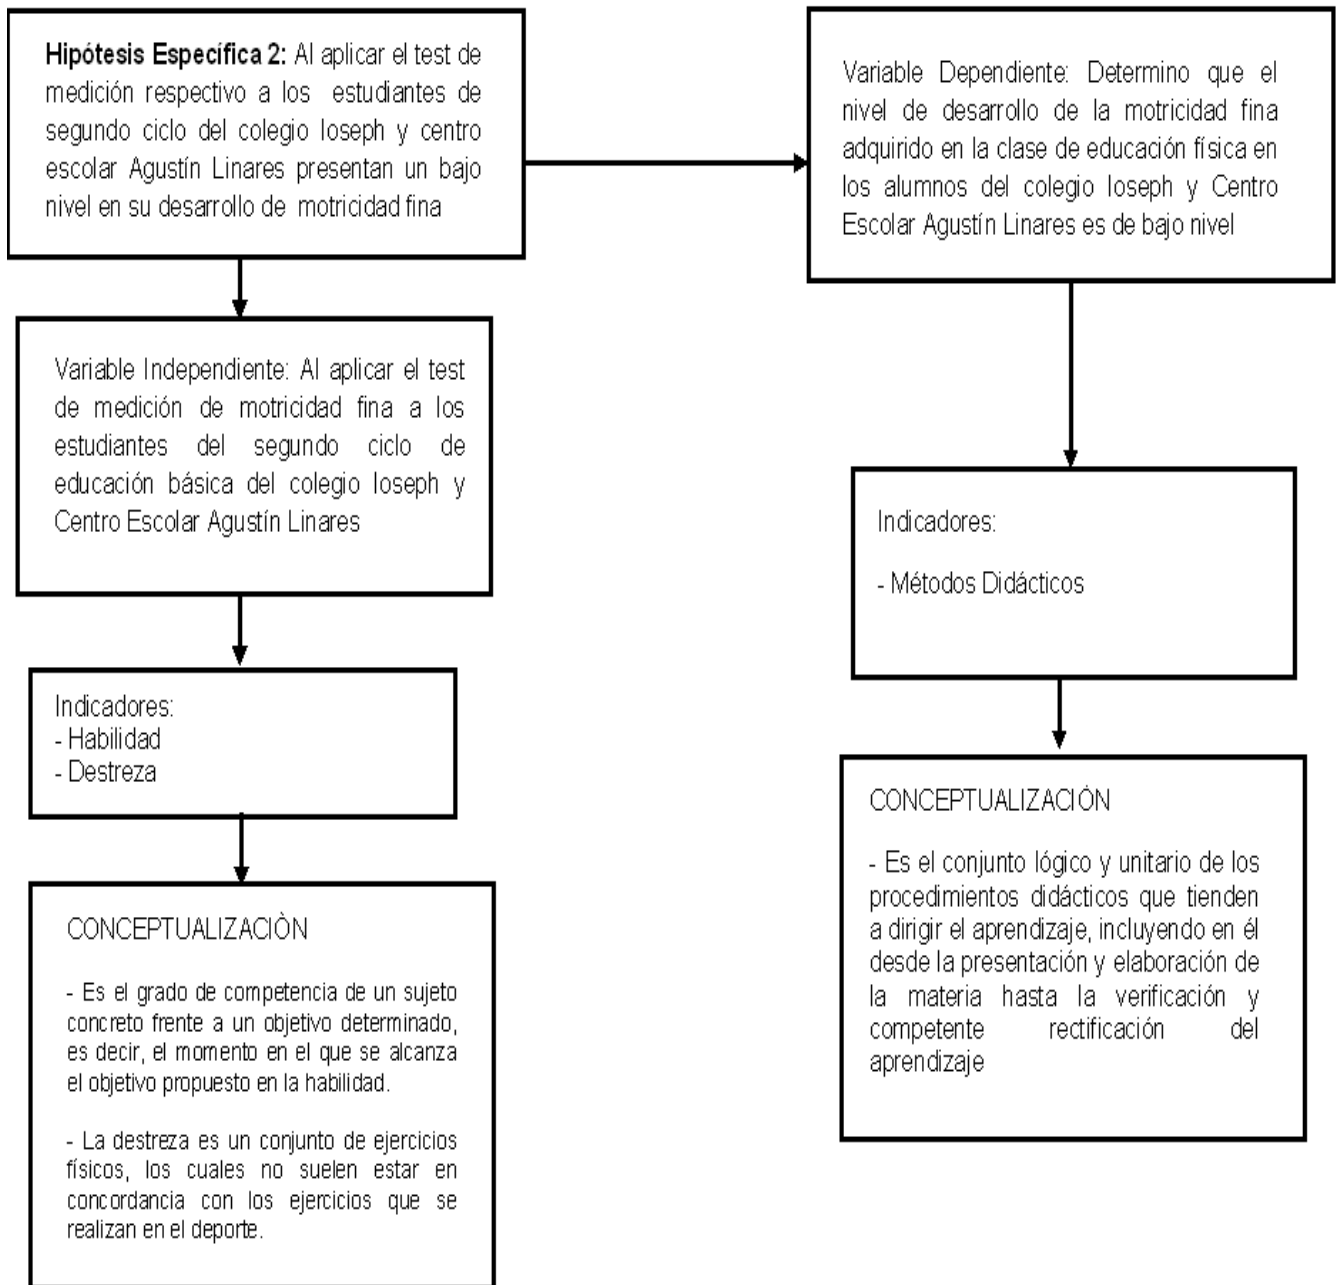 Hipótesis Específica 2: Al aplicar el test de
medición respectivo a los estudiantes de
segundo ciclo del colegio Ioseph y centro
escolar Agustín Linares presentan un bajo
nivel en su desarrollo de motricidad fina
Variable Dependiente: Determino que el
nivel de desarrollo de la motricidad fina
adquirido en la clase de educación física en
los alumnos del colegio Ioseph y Centro
Escolar Agustín Linares es de bajo nivel
Variable Independiente: Al aplicar el test
de medición de motricidad fina a los
estudiantes del segundo ciclo de
educación básica del colegio Ioseph y
Centro Escolar Agustín Linares
Indicadores:
- Métodos Didácticos
Indicadores:
- Habilidad
- Destreza
CONCEPTUALIZACIÒN
- Es el conjunto lógico y unitario de los
procedimientos didácticos que tienden
a dirigir el aprendizaje, incluyendo en él
desde la presentación y elaboración de
la materia hasta la verificación y
competente rectificación del
aprendizaje
CONCEPTUALIZACIÒN
- Es el grado de competencia de un sujeto
concreto frente a un objetivo determinado,
es decir, el momento en el que se alcanza
el objetivo propuesto en la habilidad.
- La destreza es un conjunto de ejercicios
físicos, los cuales no suelen estar en
concordancia con los ejercicios que se
realizan en el deporte.